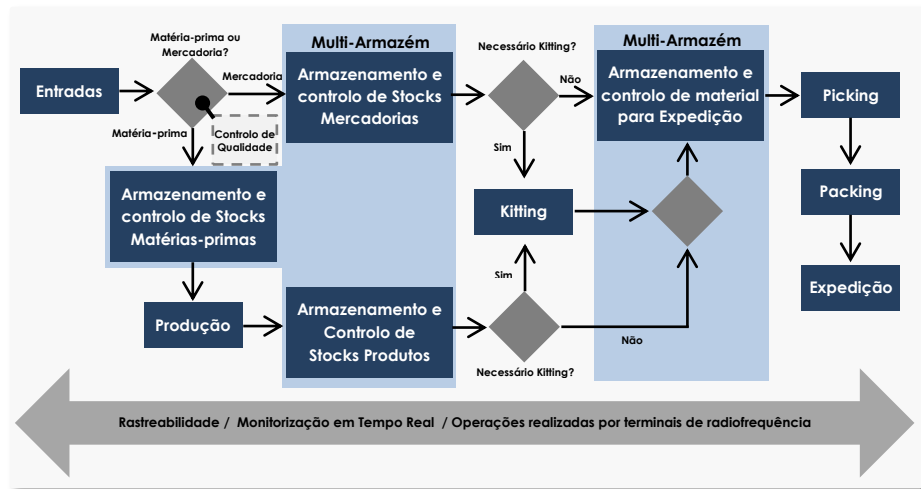 Matéria-prima ou
Mercadoria?
Multi-Armazém
Necessário Kitting?
Multi-Armazém
Entradas
Mercadoria
Armazenamento e
controlo de Stocks
Mercadorias
Não
Armazenamento e
controlo de material
para Expedição
Picking
Matéria-prima
Controlo de
Qualidade
Sim
Armazenamento e
controlo de Stocks
Matérias-primas
Kitting
Packing
Sim
Expedição
Produção
Armazenamento e
Controlo de
Stocks Produtos
Não
Necessário Kitting?
Rastreabilidade / Monitorização em Tempo Real / Operações realizadas por terminais de radiofrequência